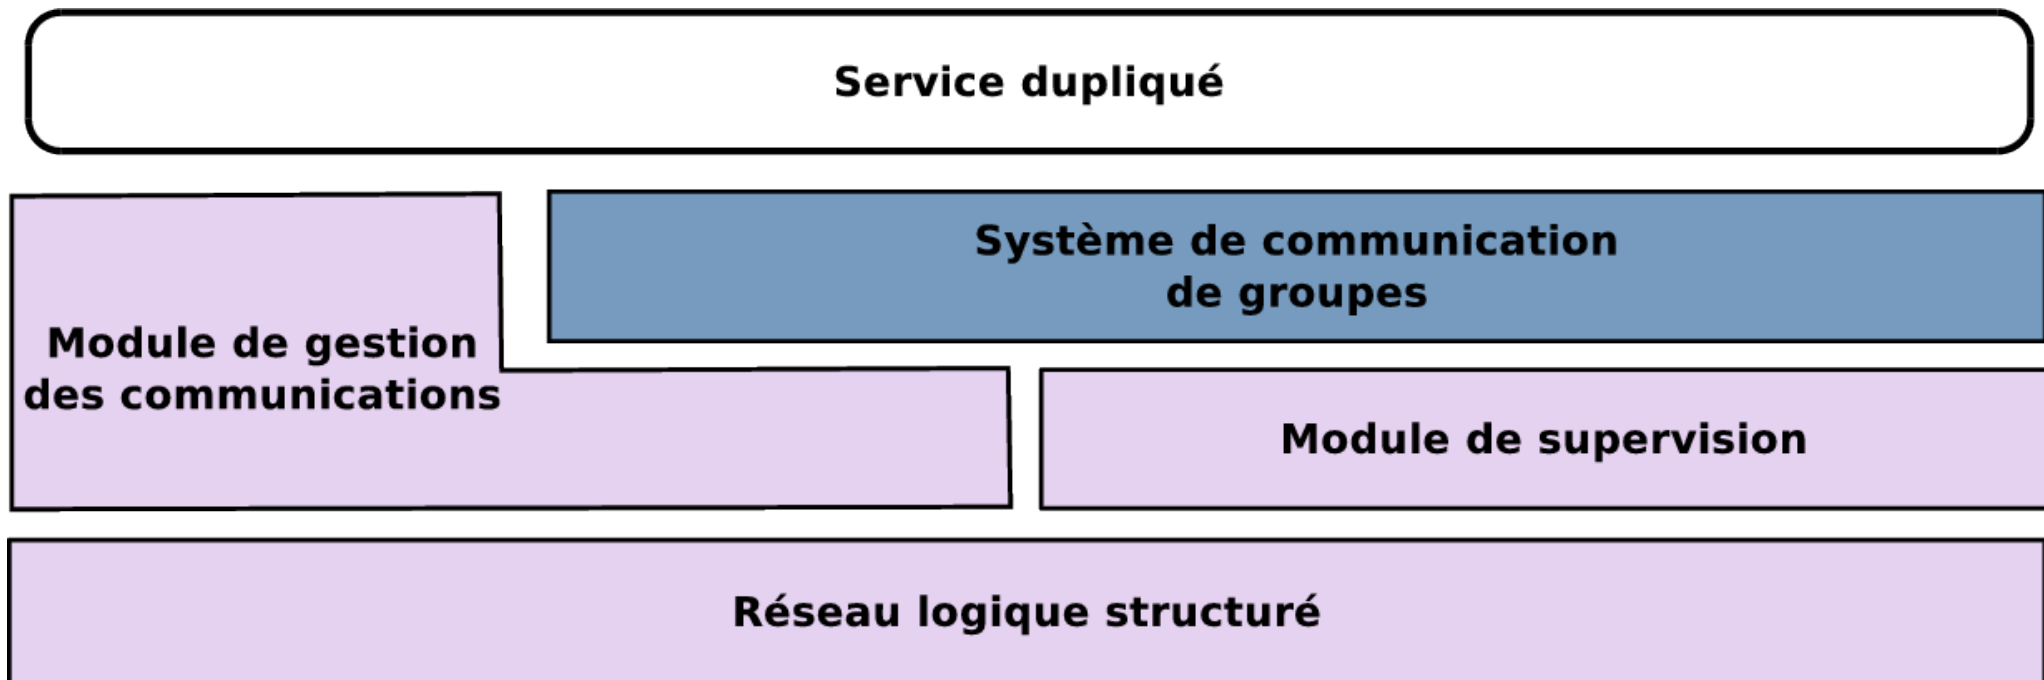 Service dupliqué
Système de communication
de groupes
Module de gestion
des communications
Module de supervision
Réseau logique structuré